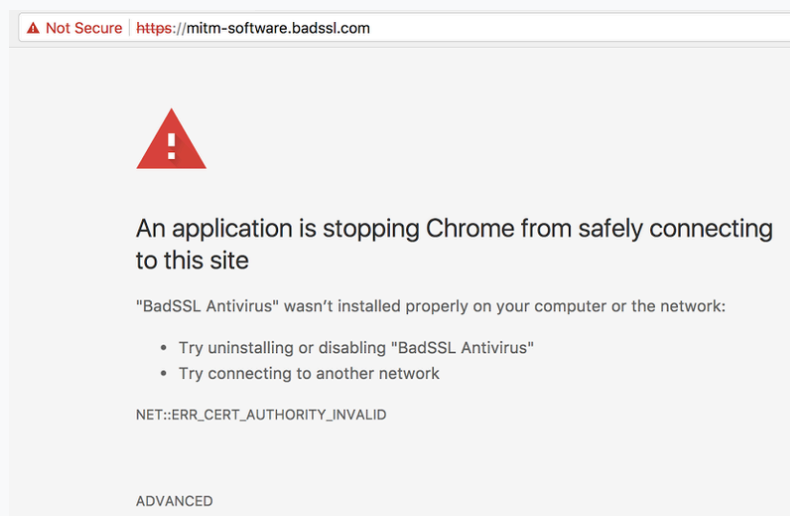 Not Secure https://mitm-software.badssl.com
An application is stopping Chrome from safely connecting
to this site
"BadSSL Antivirus" wasn’t installed properly on your computer or the network:
• Try uninstalling or disabling "BadSSL Antivirus"
• Try connecting to another network
NET::ERR_CERT_AUTHORITY_INVALID
ADVANCED